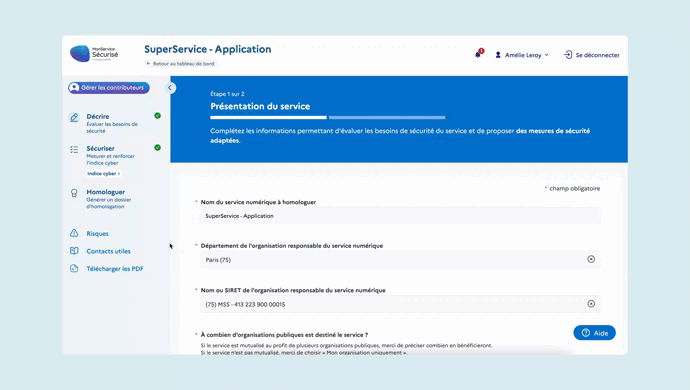 MonService
Sécurisé
SuperService - Application
Retour au tableau de bord
1
Amélie Leroy
Se déconnecter
Gérer les contributeurs
Décrire
Évaluer les besoins de
sécurité
Sécuriser
Mesurer et renforcer
l'indice cyber
Indice cyber >
Homologuer
Générer un dossier
d'homologation
Risques
Contacts utiles
Télécharger les PDF
Étape 1 sur 2
Présentation du service
Complétez les informations permettant d'évaluer les besoins de sécurité du service et de proposer des mesures de sécurité
adaptées.
* champ obligatoire
* Nom du service numérique à homologuer
SuperService - Application
* Département de l'organisation responsable du service numérique
Paris (75)
* Nom ou SIRET de l'organisation responsable du service numérique
(75) MSS - 413 223 900 00015
* À combien d'organisations publiques est destiné le service ?
Si le service est mutualisé au profit de plusieurs organisations publiques, merci de préciser combien en bénéficieront.
Si le service n'est pas mutualisé, merci de choisir « Mon organisation uniquement ».
Aide